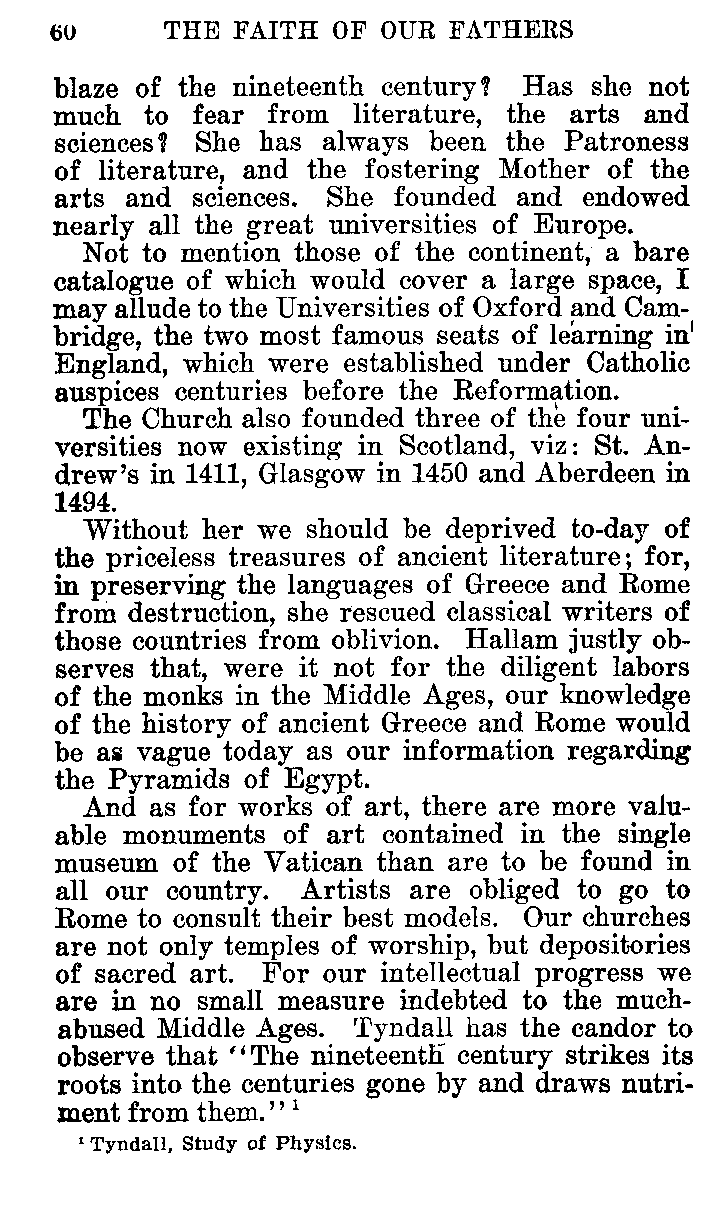 60 THE FAITH OF OUR FATHERS
blaze of the nineteenth century? Has she not
much to fear from literature, the arts and
sciences? She has always been the Patroness
of literature, and the fostering Mother of the
arts and sciences. She founded and endowed
nearly all the great universities of Europe.
Not to mention those of the continent, a bare
catalogue of which would cover a large space, I
may allude to the Universities of Oxford and Cam-
bridge, the two most famous seats of learning in
England, which were established under Catholic
auspices centuries before the Reformation.
The Church also founded three of the four uni-
versities now existing in Scotland, viz: St. An-
drew's in 1411, Glasgow in 1450 and Aberdeen in
1494.
Without her we should be deprived to-day of
the priceless treasures of ancient literature; for,
in preserving the languages of Greece and Rome
from destruction, she rescued classical writers of
those countries from oblivion. Hallam justly ob-
serves that, were it not for the diligent labors
of the monks in the Middle Ages, our knowledge
of the history of ancient Greece and Rome would
be as vague today as our information regarding
the Pyramids of Egypt.
And as for works of art, there are more valu-
able monuments of art contained in the single
museum of the Vatican than are to be found in
all our country. Artists are obliged to go to
Rome to consult their best models. Our churches
are not only temples of worship, but depositories
of sacred art. For our intellectual progress we
are in no small measure indebted to the much-
abused Middle Ages. Tyndall has the candor to
observe that "The nineteenth century strikes its
roots into the centuries gone by and draws nutri-
ment from them." ¹
¹ Tyndall, Study of Physics.